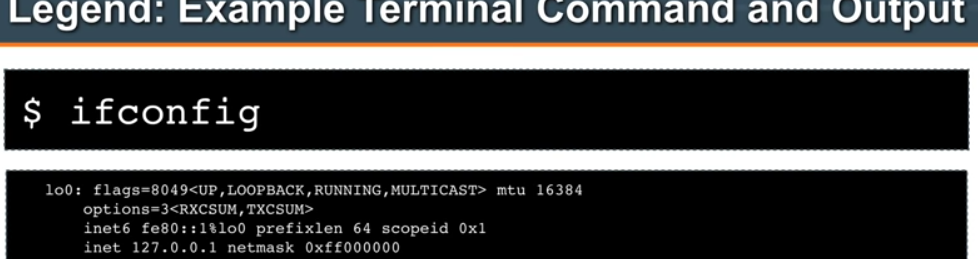 Legend: Example Terminal Command and Output
$ ifconfig
lo0: flags=8049<UP,LOOPBACK,RUNNING,MULTICAST> mtu 16384
options=3<RXCSUM,TXCSUM>
inet6 fe80::1%lo0 prefixlen 64 scopeid 0x1
inet 127.0.0.1 netmask 0xff000000